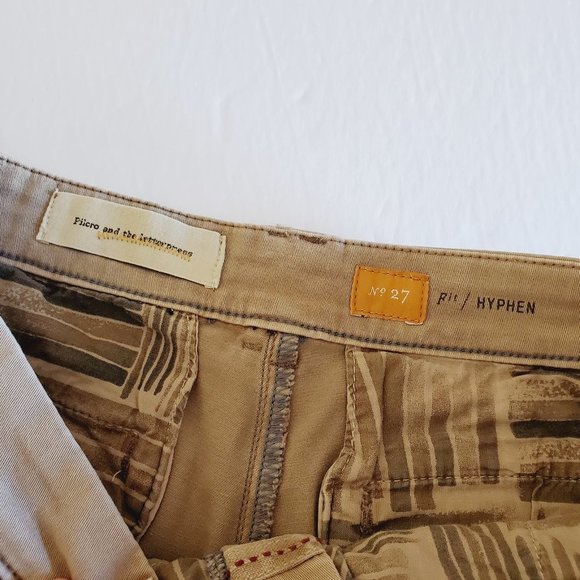 Pilcro and the letterpress
Nº 27
Fit / HYPHEN